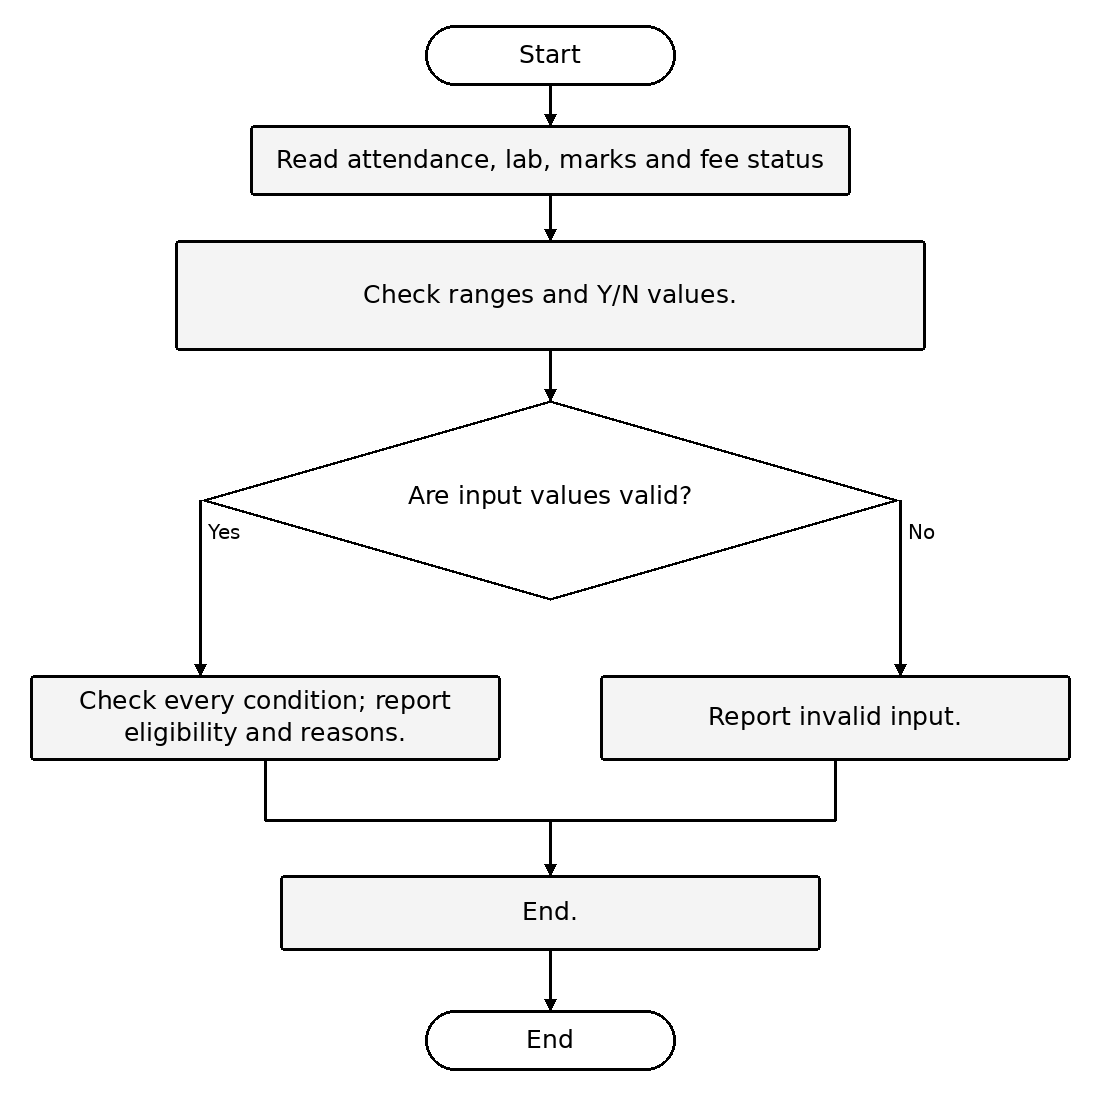 Start
Read attendance, lab, marks and fee status
Check ranges and Y/N values.
Are input values valid?
Yes
No
Check every condition; report
eligibility and reasons.
Report invalid input.
End.
End